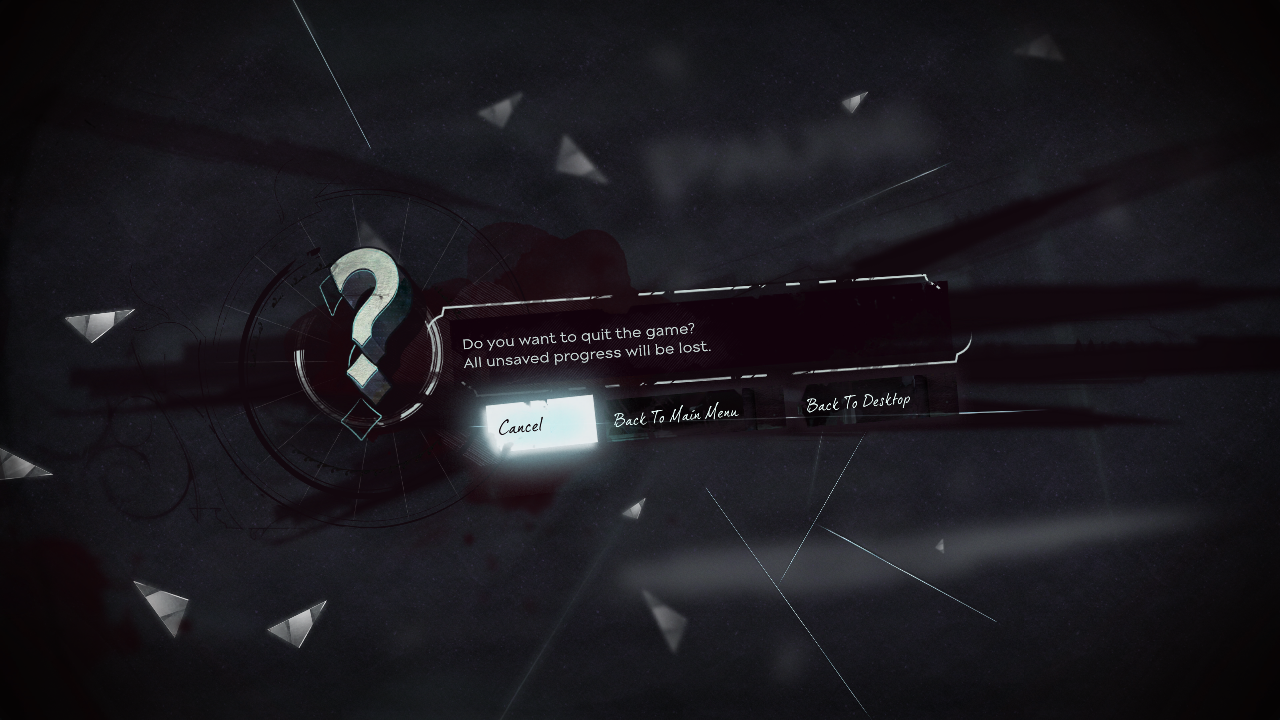 Do you want to quit the game?
All unsaved progress will be lost.
Cancel
Back To Main Menu
Back To Desktop